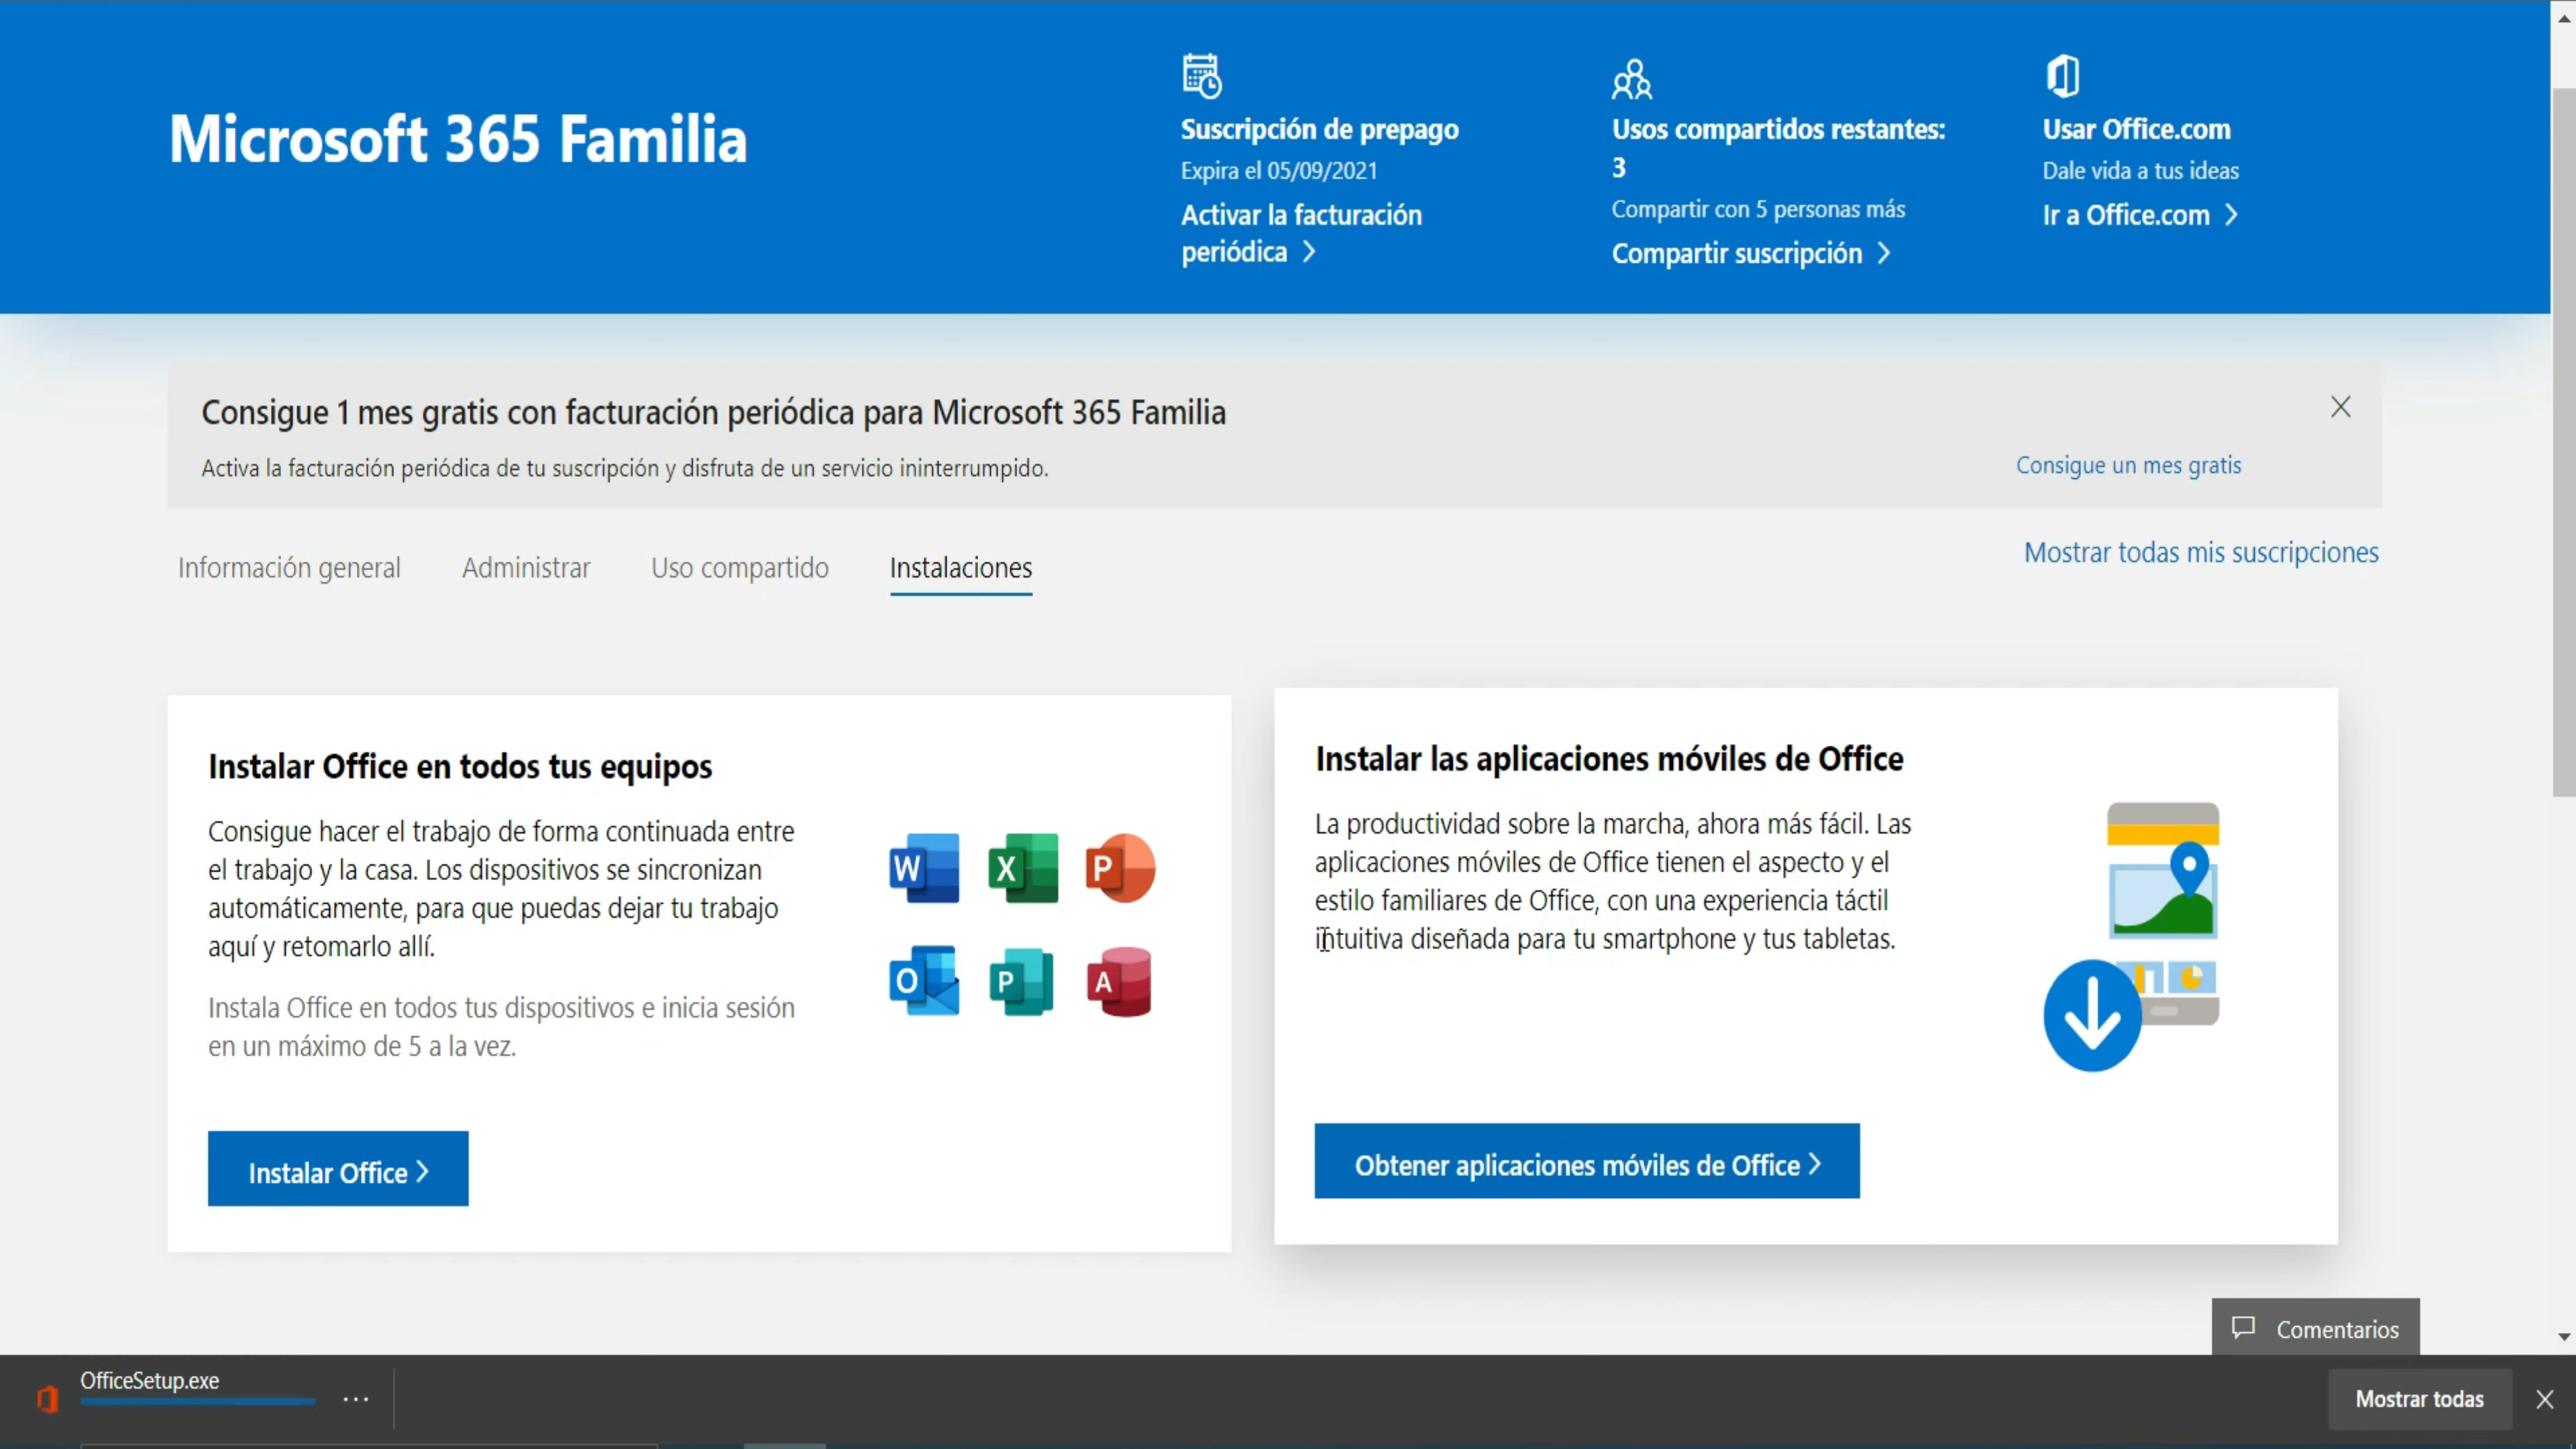 Microsoft 365 Familia
Suscripción de prepago
Expira el 05/09/2021
Activar la facturación
periódica
Usos compartidos restantes:
3
Compartir con 5 personas más
Compartir suscripción
Usar Office.com
Dale vida a tus ideas
Ir a Office.com
Consigue 1 mes gratis con facturación periódica para Microsoft 365 Familia
Activa la facturación periódica de tu suscripción y disfruta de un servicio ininterrumpido.
Consigue un mes gratis
Información general
Administrar
Uso compartido
Instalaciones
Mostrar todas mis suscripciones
Instalar Office en todos tus equipos
Consigue hacer el trabajo de forma continuada entre
el trabajo y la casa. Los dispositivos se sincronizan
automáticamente, para que puedas dejar tu trabajo
aquí y retomarlo allí.
Instala Office en todos tus dispositivos e inicia sesión
en un máximo de 5 a la vez.
W X P
O P A
Instalar Office
Instalar las aplicaciones móviles de Office
La productividad sobre la marcha, ahora más fácil. Las
aplicaciones móviles de Office tienen el aspecto y el
estilo familiares de Office, con una experiencia táctil
intuitiva diseñada para tu smartphone y tus tabletas.
Obtener aplicaciones móviles de Office
Comentarios
OfficeSetup.exe
Mostrar todas